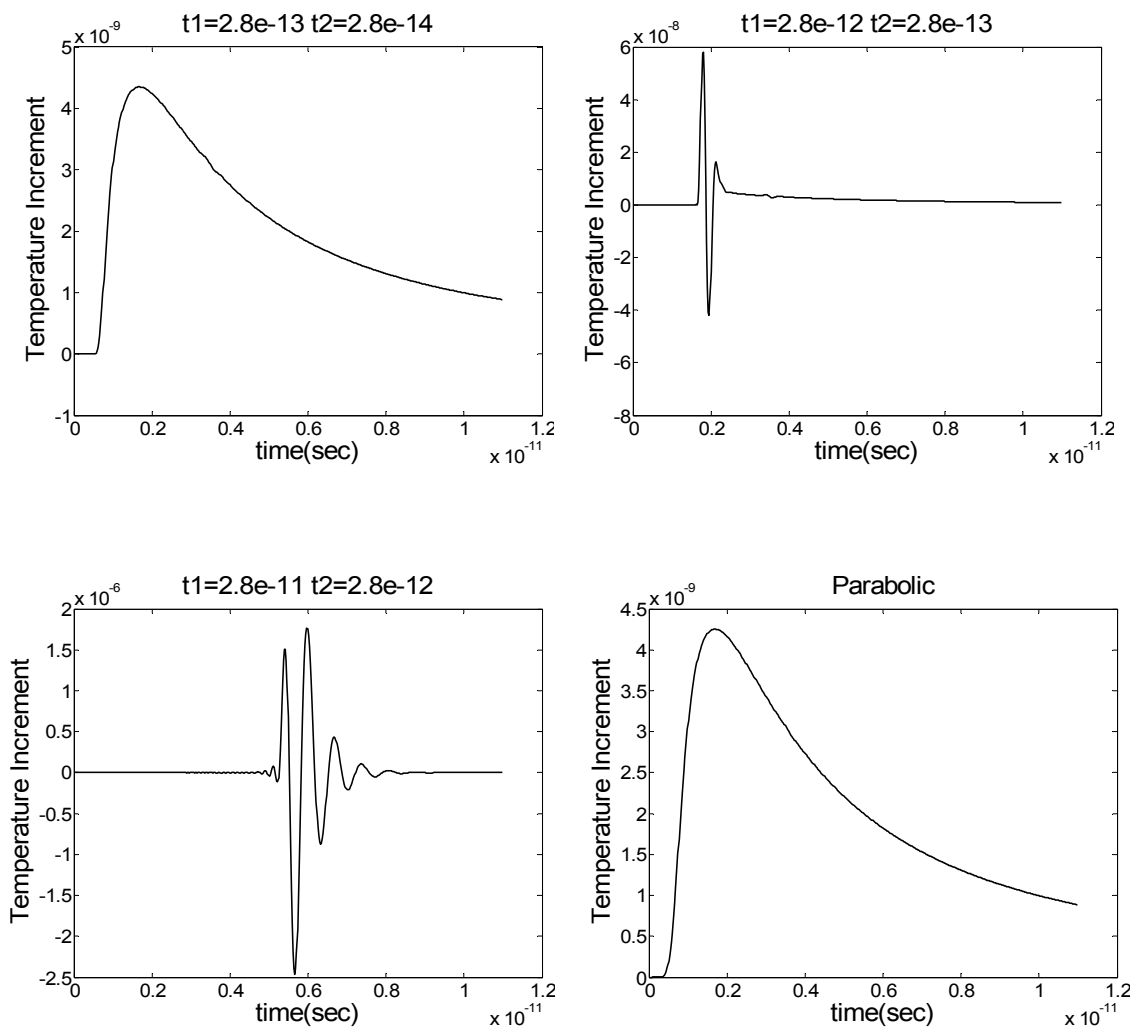 t1=2.8e-13 t2=2.8e-14
x 10-9
5
4
3
2
1
0
-1
Temperature Increment
0 0.2 0.4 0.6 0.8 1 1.2
time(sec)
x 10-11
t1=2.8e-12 t2=2.8e-13
x 10-8
6
4
2
0
-2
-4
-6
-8
Temperature Increment
0 0.2 0.4 0.6 0.8 1 1.2
time(sec)
x 10-11
t1=2.8e-11 t2=2.8e-12
x 10-6
2
1.5
1
0.5
0
-0.5
-1
-1.5
-2
-2.5
Temperature Increment
0 0.2 0.4 0.6 0.8 1 1.2
time(sec)
x 10-11
Parabolic
x 10-9
4.5
4
3.5
3
2.5
2
1.5
1
0.5
0
Temperature Increment
0 0.2 0.4 0.6 0.8 1 1.2
time(sec)
x 10-11